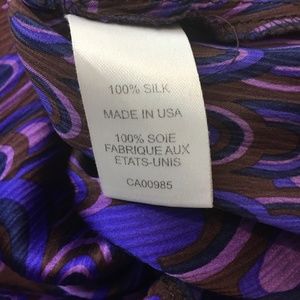 100% SILK
MADE IN USA
100% SOIE
FABRIQUE AUX
ETATS-UNIS
CA00985